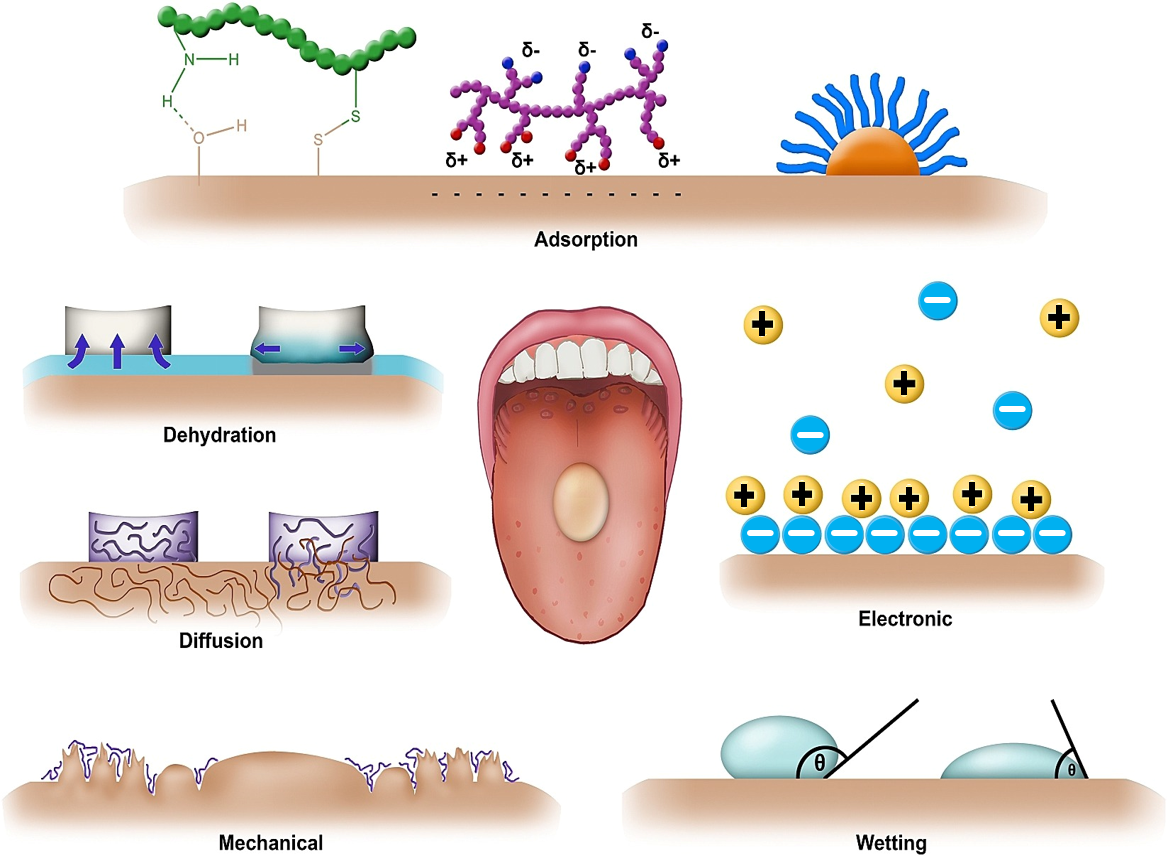 δ- δ- δ-
N H
H
O H
S
S
δ+ δ+ δ+ δ+
- - - - - - - - - - - -
Adsorption
Dehydration
Diffusion
+ − +
+
− −
+ + + + + +
− − − − − − − −
Electronic
Mechanical
θ θ
Wetting